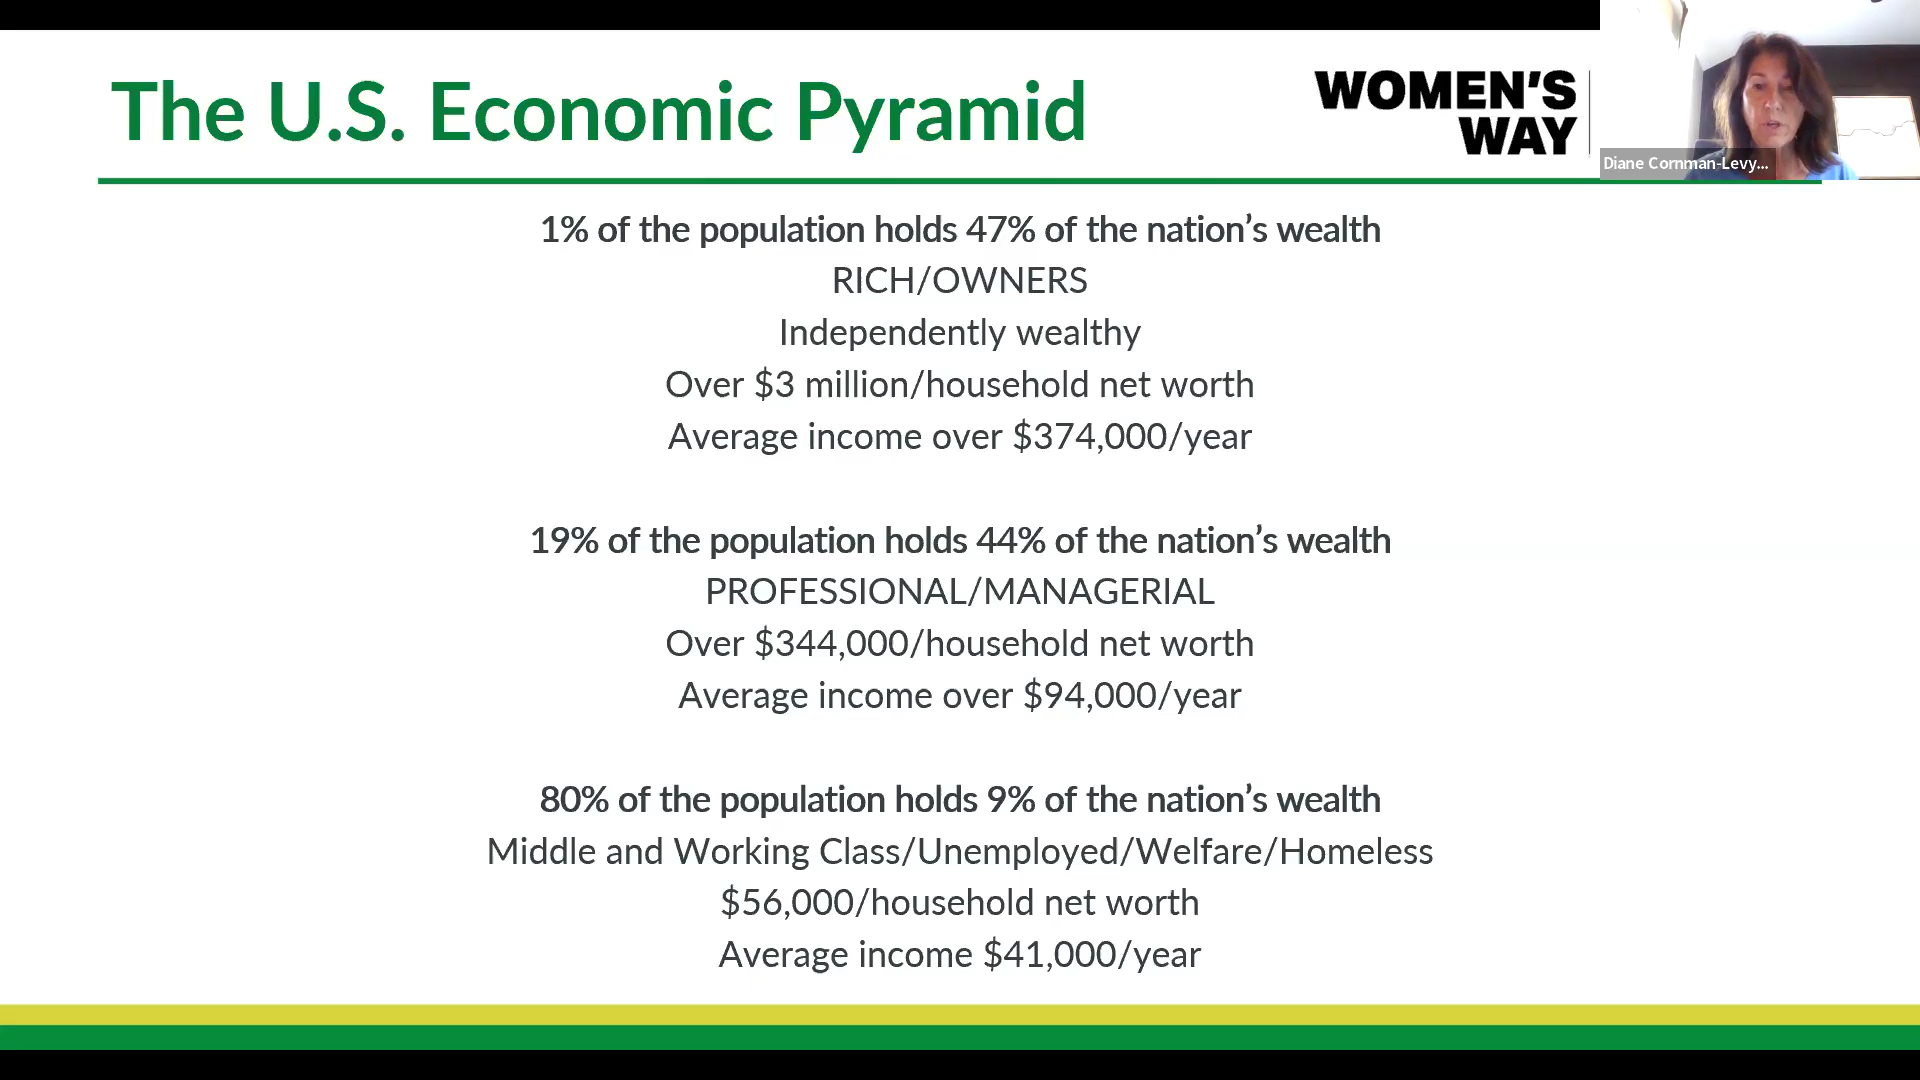 The U.S. Economic Pyramid
WOMEN'S
WAY
Diane Cornman-Levy...
1% of the population holds 47% of the nation’s wealth
RICH/OWNERS
Independently wealthy
Over $3 million/household net worth
Average income over $374,000/year
19% of the population holds 44% of the nation’s wealth
PROFESSIONAL/MANAGERIAL
Over $344,000/household net worth
Average income over $94,000/year
80% of the population holds 9% of the nation’s wealth
Middle and Working Class/Unemployed/Welfare/Homeless
$56,000/household net worth
Average income $41,000/year